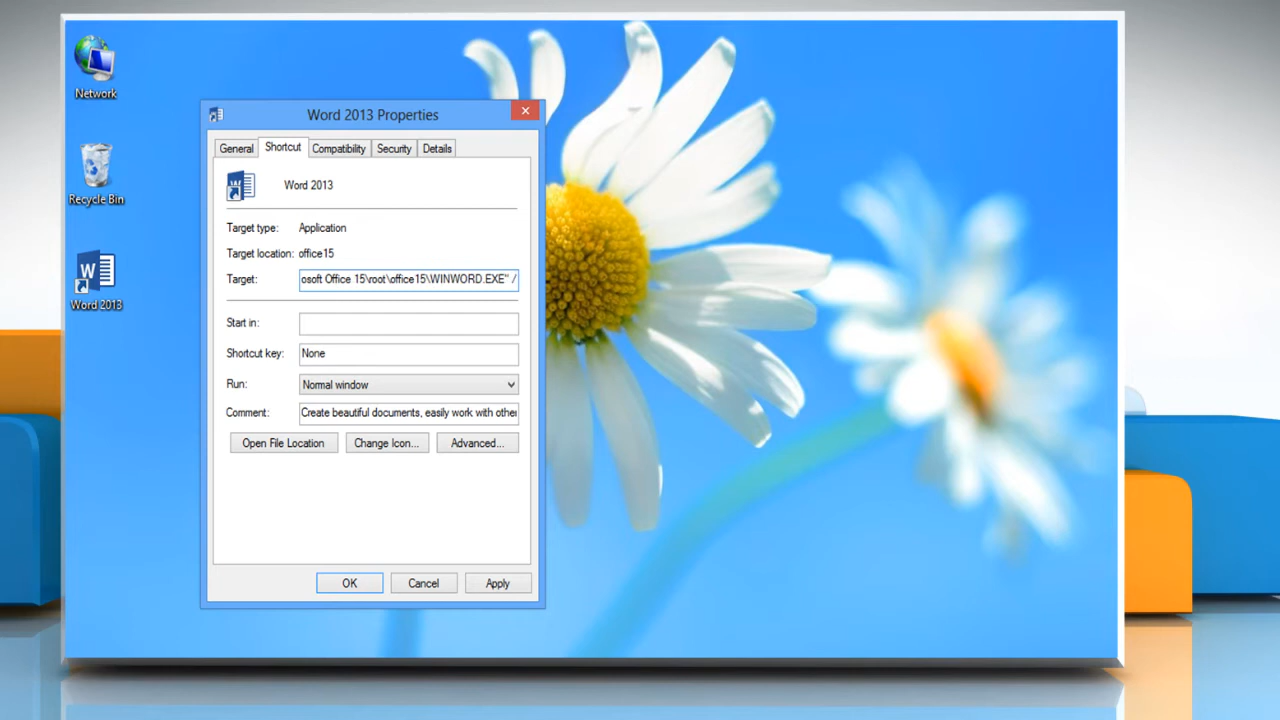 Network
Recycle Bin
Word 2013
Word 2013 Properties
General Shortcut Compatibility Security Details
Word 2013
Target type: Application
Target location: office15
Target: osoft Office 15\root\office15\WINWORD.EXE" /
Start in:
Shortcut key: None
Run: Normal window
Comment: Create beautiful documents, easily work with other
Open File Location Change Icon... Advanced...
OK Cancel Apply